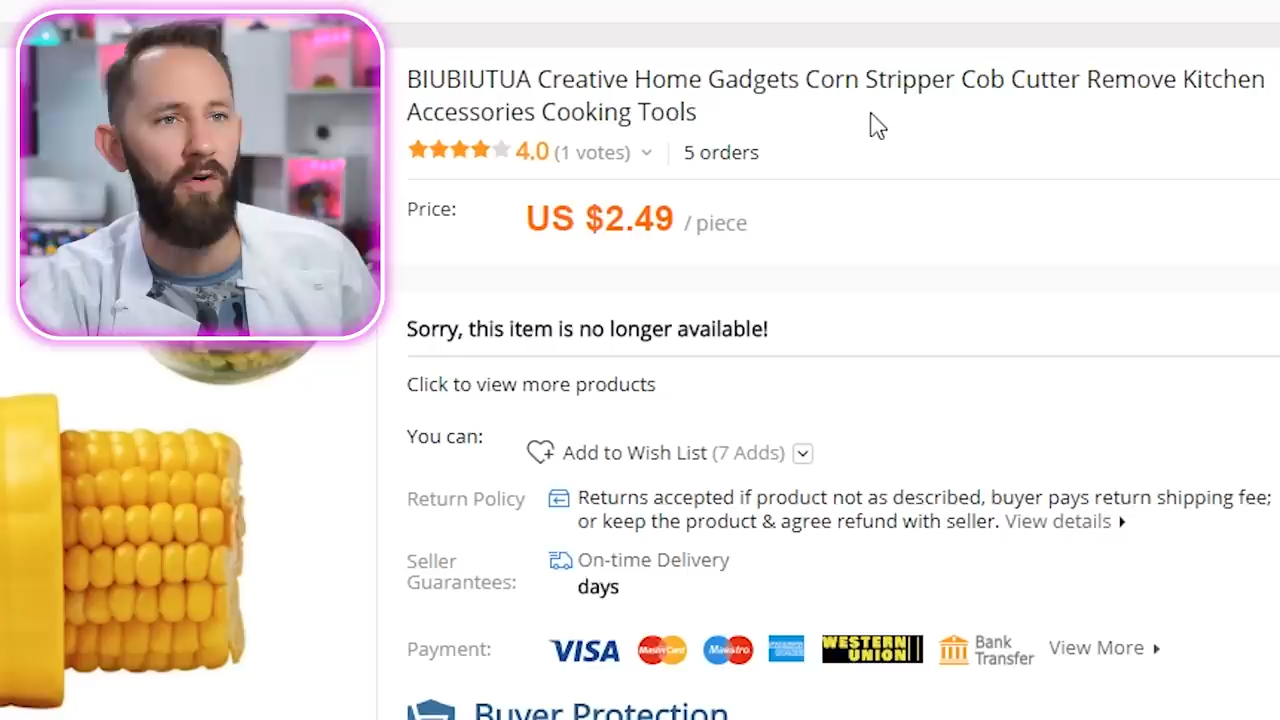 BIUBIUTUA Creative Home Gadgets Corn Stripper Cob Cutter Remove Kitchen
Accessories Cooking Tools
4.0 (1 votes) 5 orders
Price: US $2.49 / piece
Sorry, this item is no longer available!
Click to view more products
You can: Add to Wish List (7 Adds)
Return Policy Returns accepted if product not as described, buyer pays return shipping fee;
or keep the product & agree refund with seller. View details
Seller
Guarantees: On-time Delivery
days
Payment: VISA MasterCard Maestro WESTERN UNION Bank Transfer View More
Buyer Protection